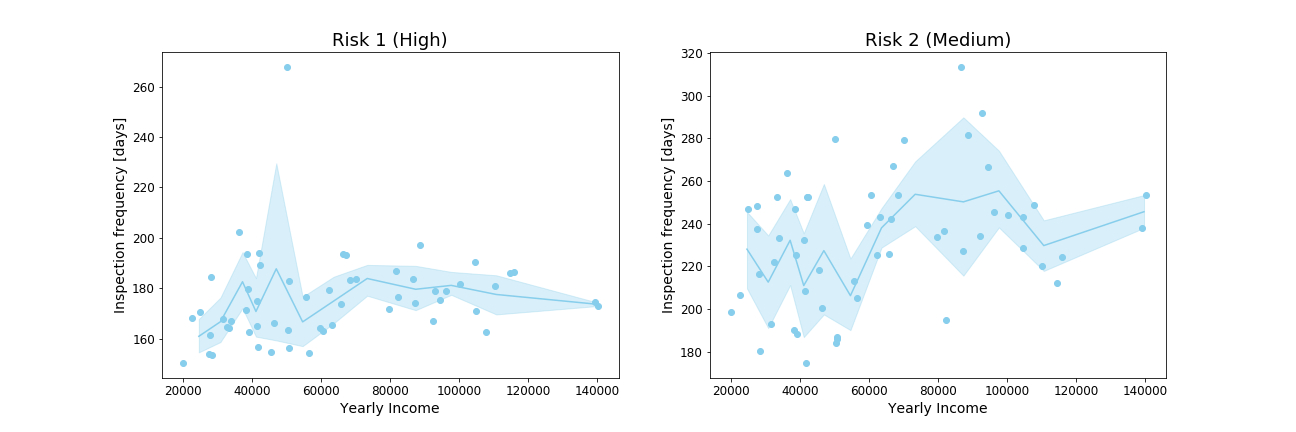 Risk 1 (High)
Inspection frequency [days]
260
240
220
200
180
160
20000 40000 60000 80000 100000 120000 140000
Yearly Income
Risk 2 (Medium)
Inspection frequency [days]
320
300
280
260
240
220
200
180
20000 40000 60000 80000 100000 120000 140000
Yearly Income